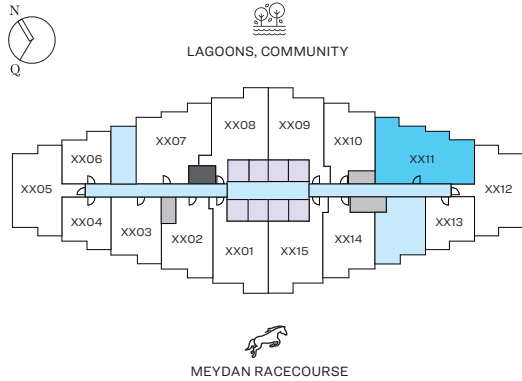 N
Q
LAGOONS, COMMUNITY
XX08
XX09
XX07
XX10
XX06
XX11
XX05
XX12
XX04
XX03
XX02
XX01
XX15
XX14
XX13
MEYDAN RACECOURSE